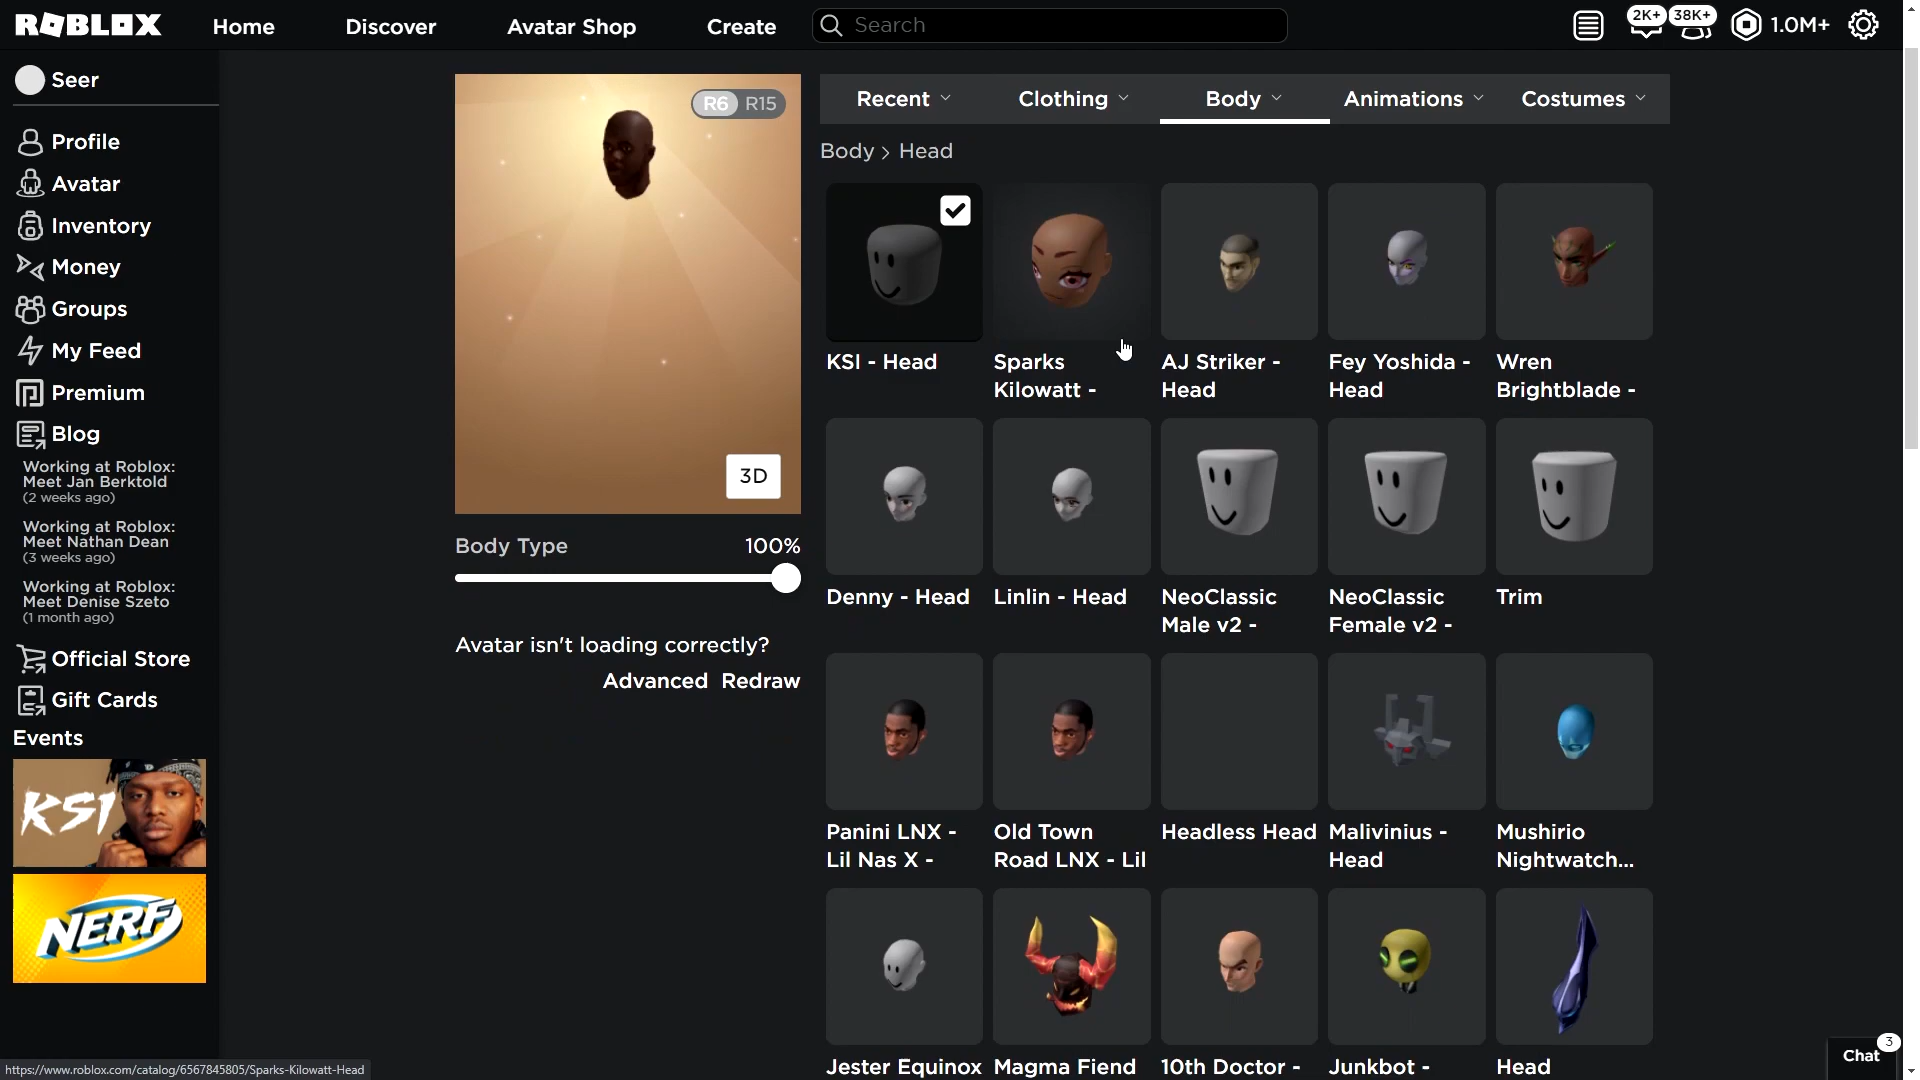 ROBLOX
Home
Discover
Avatar Shop
Create
Search
2K+
38K+
1.0M+
Seer
Profile
Avatar
Inventory
Money
Groups
My Feed
Premium
Blog
Working at Roblox:
Meet Jan Berktold
(2 weeks ago)
Working at Roblox:
Meet Nathan Dean
(3 weeks ago)
Working at Roblox:
Meet Denise Szeto
(1 month ago)
Official Store
Gift Cards
Events
KSI
NERF
R6 R15
3D
Body Type 100%
Avatar isn't loading correctly?
Advanced Redraw
Recent
Clothing
Body
Animations
Costumes
Body > Head
KSI - Head
Sparks
Kilowatt -
AJ Striker -
Head
Fey Yoshida -
Head
Wren
Brightblade -
Denny - Head
Linlin - Head
NeoClassic
Male v2 -
NeoClassic
Female v2 -
Trim
Panini LNX -
Lil Nas X -
Old Town
Road LNX - Lil
Headless Head
Malivinius -
Head
Mushirio
Nightwatch...
Jester Equinox
Magma Fiend
10th Doctor -
Junkbot -
Head
Chat
3
https://www.roblox.com/catalog/6567845805/Sparks-Kilowatt-Head